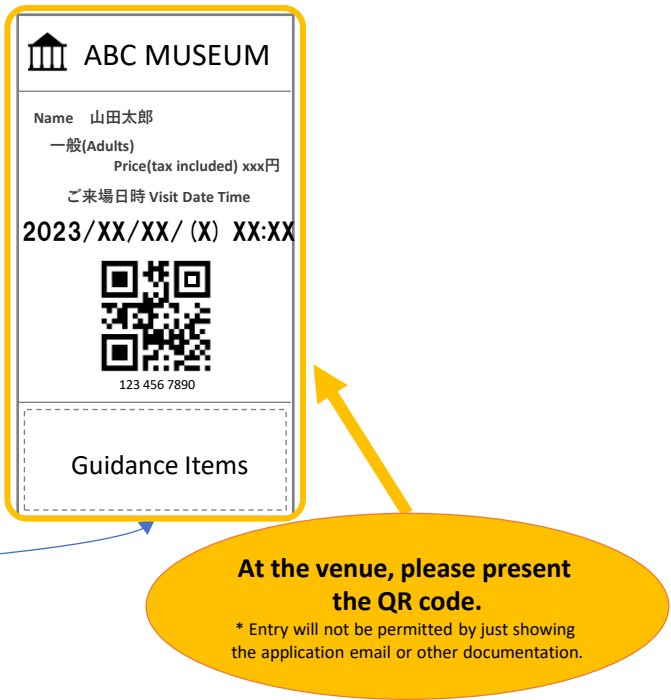 ABC MUSEUM
Name 山田太郎
一般(Adults)
Price(tax included) xxx円
ご来場日時 Visit Date Time
2023/XX/XX/ (X) XX:XX
123 456 7890
Guidance Items
At the venue, please present
the QR code.
* Entry will not be permitted by just showing
the application email or other documentation.